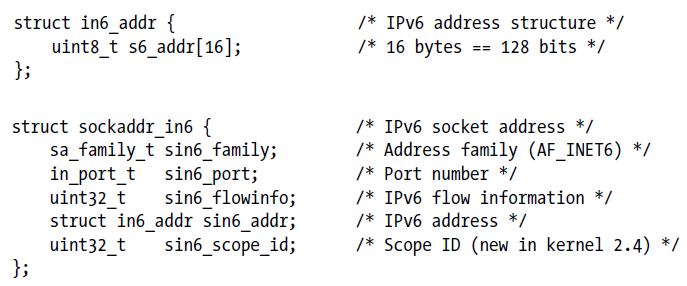 struct in6_addr { /* IPv6 address structure */
uint8_t s6_addr[16]; /* 16 bytes == 128 bits */
};
struct sockaddr_in6 { /* IPv6 socket address */
sa_family_t sin6_family; /* Address family (AF_INET6) */
in_port_t sin6_port; /* Port number */
uint32_t sin6_flowinfo; /* IPv6 flow information */
struct in6_addr sin6_addr; /* IPv6 address */
uint32_t sin6_scope_id; /* Scope ID (new in kernel 2.4) */
};